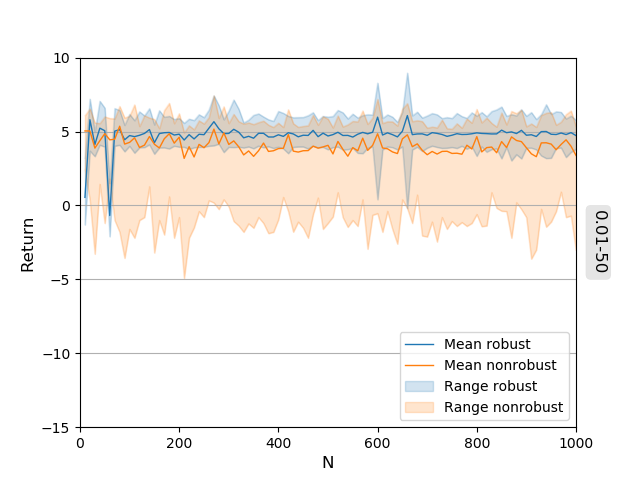 10
5
0
−5
−10
−15
Return
0
200
400
600
800
1000
N
0.01-50
Mean robust
Mean nonrobust
Range robust
Range nonrobust